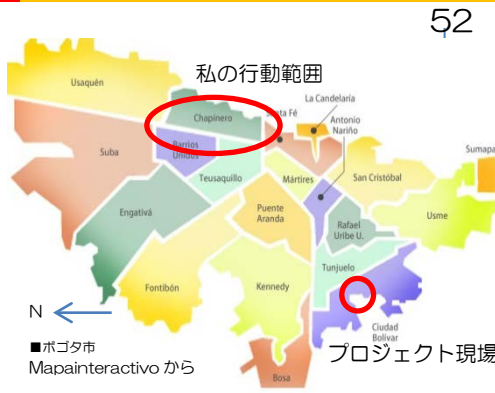 52
私の行動範囲
Usaquén
La Candelaría
Chapinero
Santa Fé
Antonio
Nariño
Suba
Barrios
Unidos
Sumapa
Teusaquillo
Mártires
San Cristóbal
Engativá
Puente
Aranda
Rafael
Uribe U.
Usme
Tunjuelo
Fontibón
Kennedy
N
Ciudad
Bolívar
プロジェクト現場
■ボゴタ市
Mapainteractivo から
Bosa